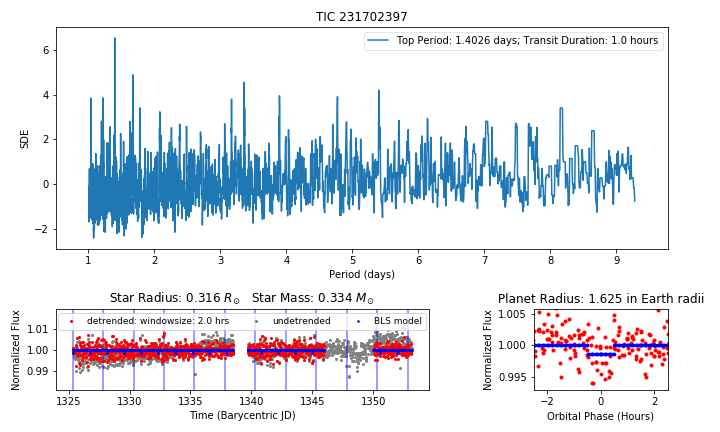 TIC 231702397
Top Period: 1.4026 days; Transit Duration: 1.0 hours
SDE
6
4
2
0
−2
1 2 3 4 5 6 7 8 9
Period (days)
Star Radius: 0.316 R⊙ Star Mass: 0.334 M⊙
detrended: windowsize: 2.0 hrs undetrended BLS model
Normalized Flux
1.01
1.00
0.99
1325 1330 1335 1340 1345 1350
Time (Barycentric JD)
Planet Radius: 1.625 in Earth radii
Normalized Flux
1.005
1.000
0.995
−2 0 2
Orbital Phase (Hours)